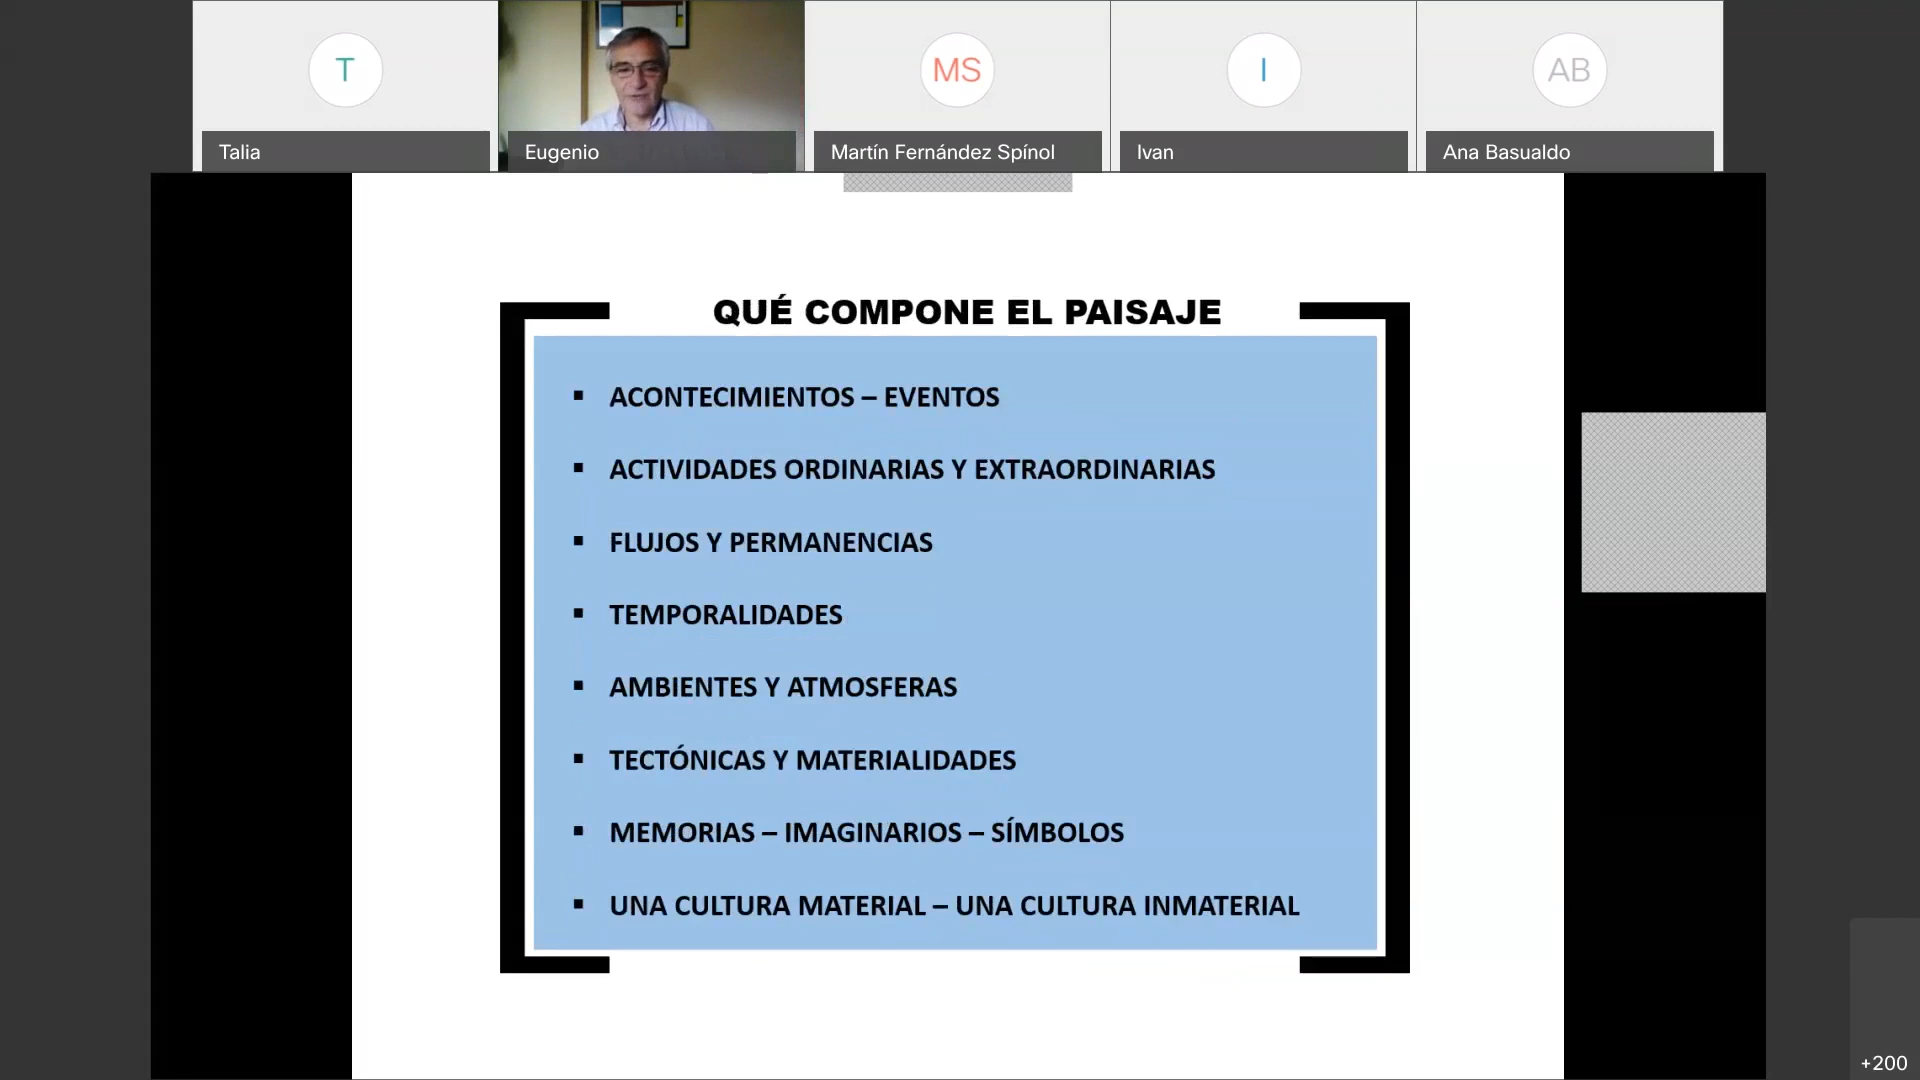 T
MS
I
AB
Talia
Eugenio
Martín Fernández Spínol
Ivan
Ana Basualdo
QUÉ COMPONE EL PAISAJE
▪ ACONTECIMIENTOS – EVENTOS
▪ ACTIVIDADES ORDINARIAS Y EXTRAORDINARIAS
▪ FLUJOS Y PERMANENCIAS
▪ TEMPORALIDADES
▪ AMBIENTES Y ATMOSFERAS
▪ TECTÓNICAS Y MATERIALIDADES
▪ MEMORIAS – IMAGINARIOS – SÍMBOLOS
▪ UNA CULTURA MATERIAL – UNA CULTURA INMATERIAL
+200